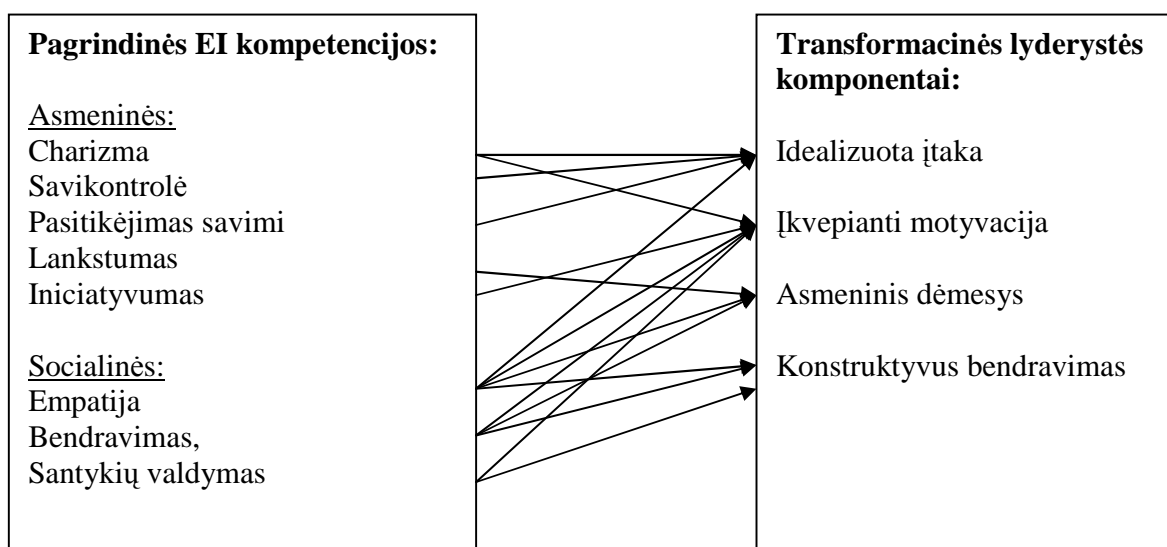 Pagrindinės EI kompetencijos:
Asmeninės:
Charizma
Savikontrolė
Pasitikėjimas savimi
Lankstumas
Iniciatyvumas
Socialinės:
Empatija
Bendravimas,
Santykių valdymas
Transformacinės lyderystės
komponentai:
Idealizuota įtaka
Įkvepianti motyvacija
Asmeninis dėmesys
Konstruktyvus bendravimas